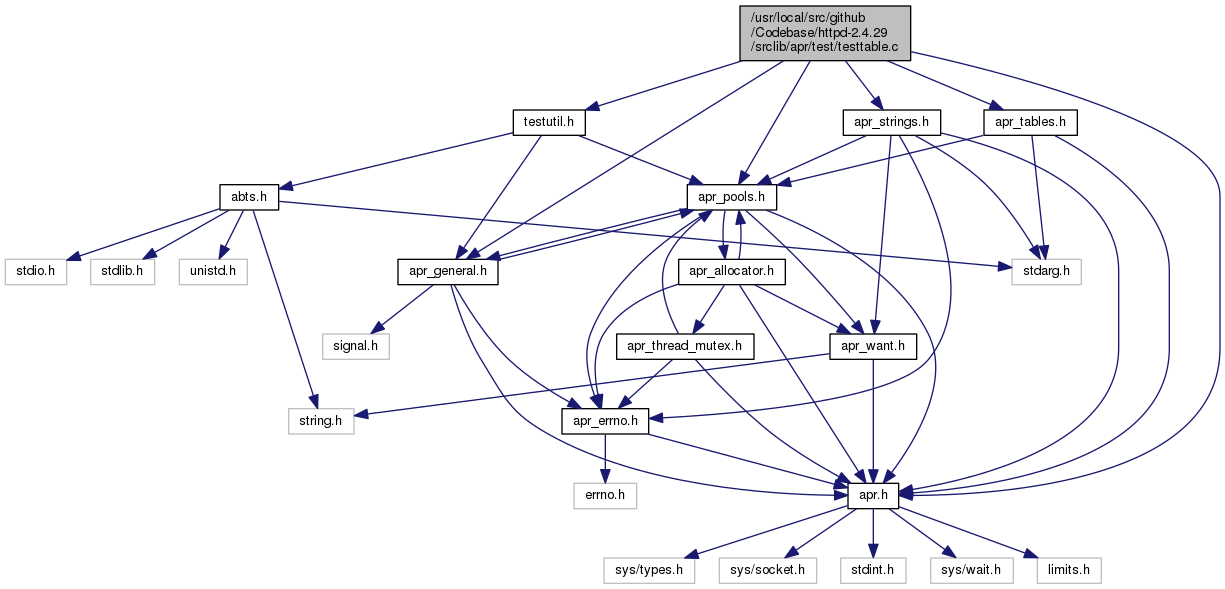 /usr/local/src/github
/Codebase/httpd-2.4.29
/srclib/apr/test/testtable.c
testutil.h
apr_strings.h
apr_tables.h
abts.h
apr_pools.h
stdio.h
stdlib.h
unistd.h
apr_general.h
apr_allocator.h
stdarg.h
signal.h
apr_thread_mutex.h
apr_want.h
string.h
apr_errno.h
errno.h
apr.h
sys/types.h
sys/socket.h
stdint.h
sys/wait.h
limits.h